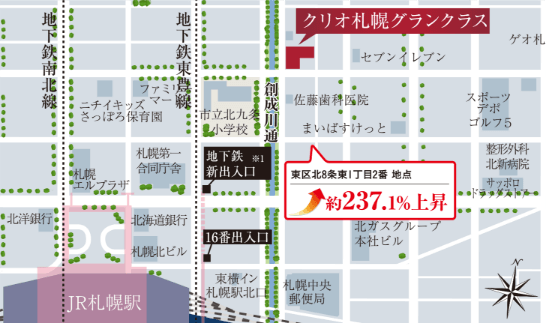 クリオ札幌グランクラス
ゲオ札
地下鉄南北線
地下鉄東豊線
セブンイレブン
ファミリー
マート
ニチイキッズ
さっぽろ保育園
市立北九条
小学校
創成川通
佐藤歯科医院
まいばすけっと
スポーツ
デポ
ゴルフ5
札幌第一
合同庁舎
地下鉄 ※1
新出入口
整形外科
北新病院
札幌
エルプラザ
東区北8条東1丁目2番 地点
約237.1%上昇
サッポロ
ドラッグストアー
北洋銀行
北海道銀行
札幌北ビル
16番出入口
北ガスグループ
本社ビル
JR札幌駅
東横イン
札幌駅北口
札幌中央
郵便局
N